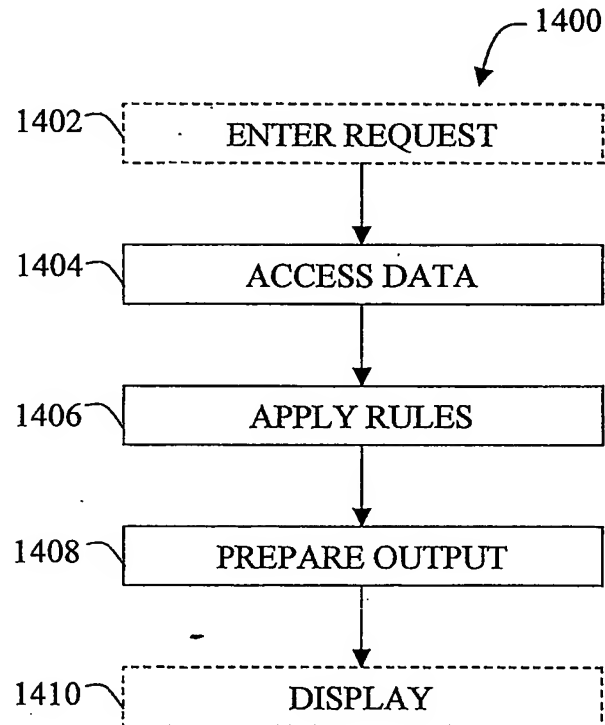 1400
1402 ENTER REQUEST
1404 ACCESS DATA
1406 APPLY RULES
1408 PREPARE OUTPUT
1410 DISPLAY